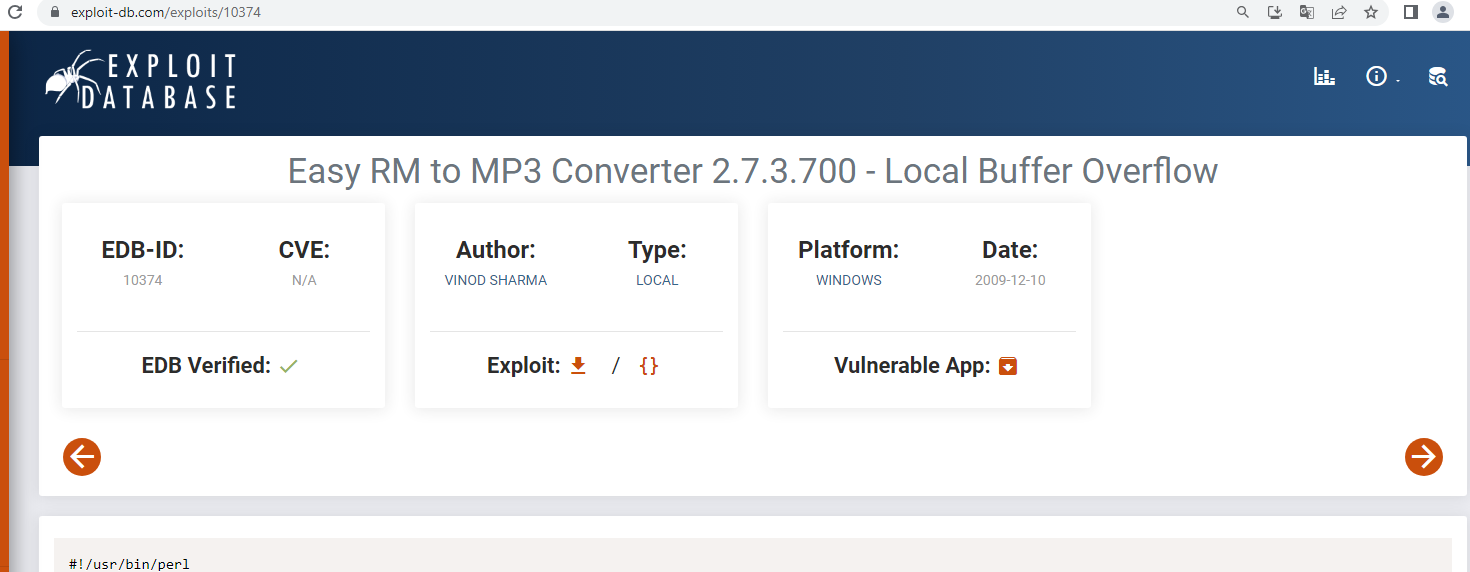 exploit-db.com/exploits/10374
EXPLOIT
DATABASE
Easy RM to MP3 Converter 2.7.3.700 - Local Buffer Overflow
EDB-ID: CVE: Author: Type: Platform: Date:
10374 N/A VINOD SHARMA LOCAL WINDOWS 2009-12-10
EDB Verified: Exploit: / {} Vulnerable App:
#!/usr/bin/perl